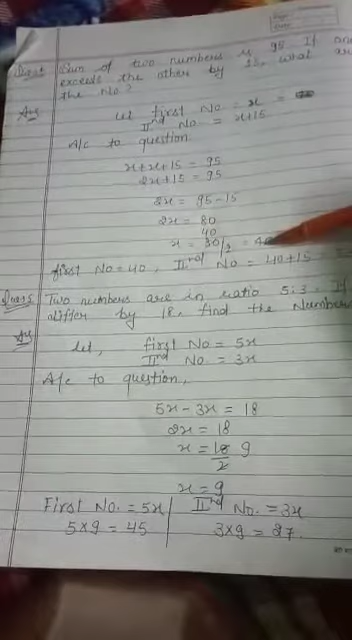 Ques4 Sum of two numbers is 95. If one
exceeds the other by 15, what are
the No?
Ans Let first No = x
IInd No = x+15
A/c to question
x+x+15 = 95
2x+15 = 95
2x = 95-15
2x = 80
40
x = 80/2 = 40
first No = 40, IInd No = 40+15 =
Ques5 Two numbers are in ratio 5:3. If
differ by 18, find the Numbers
Ans Let, first No = 5x
IInd No = 3x
A/c to question,
5x-3x = 18
2x = 18
x = 18/2 9
x = 9
First No. = 5x | IInd No. = 3x
5x9 = 45 | 3x9 = 27.